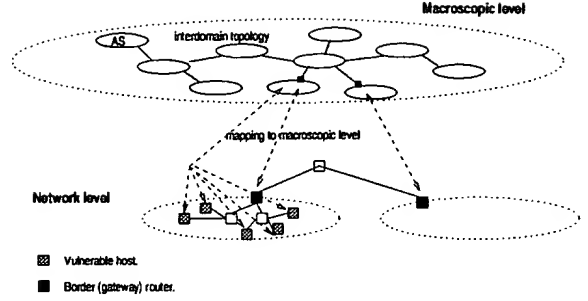 Macroscopic level
AS
interdomain topology
mapping to macroscopic level
Network level
Vulnerable host.
Border (gateway) router.